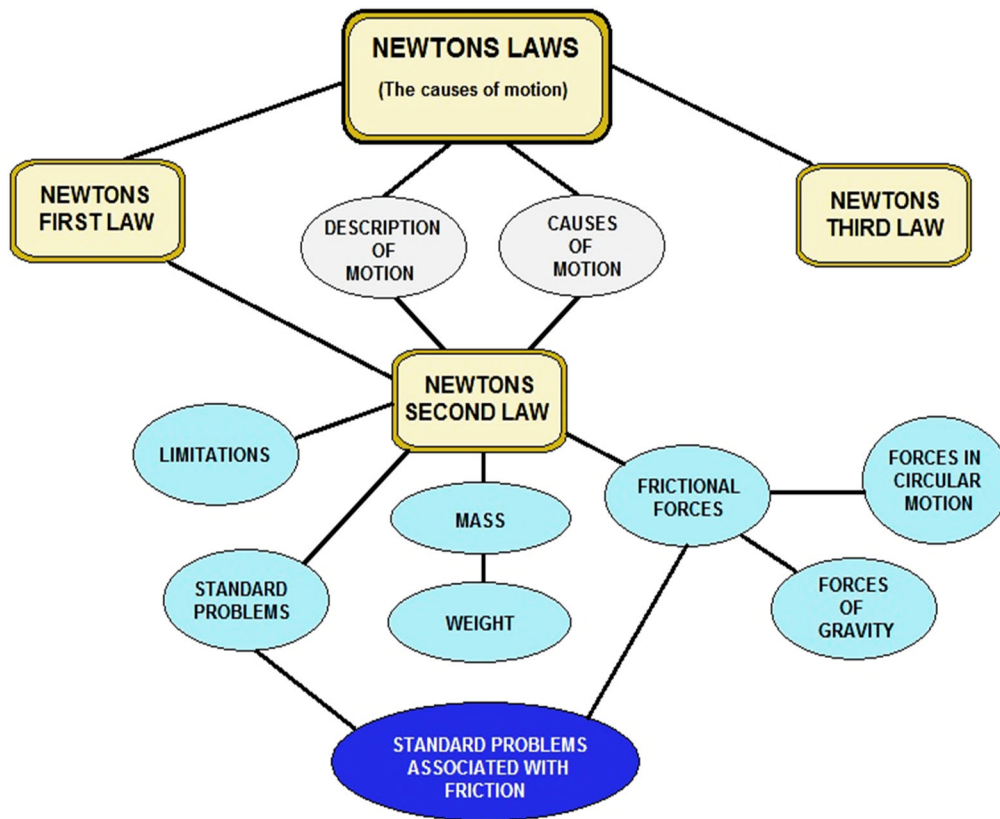 NEWTONS LAWS
(The causes of motion)
NEWTONS
FIRST LAW
DESCRIPTION
OF
MOTION
CAUSES
OF
MOTION
NEWTONS
THIRD LAW
NEWTONS
SECOND LAW
LIMITATIONS
MASS
FRICTIONAL
FORCES
FORCES IN
CIRCULAR
MOTION
STANDARD
PROBLEMS
WEIGHT
FORCES
OF
GRAVITY
STANDARD PROBLEMS
ASSOCIATED WITH
FRICTION